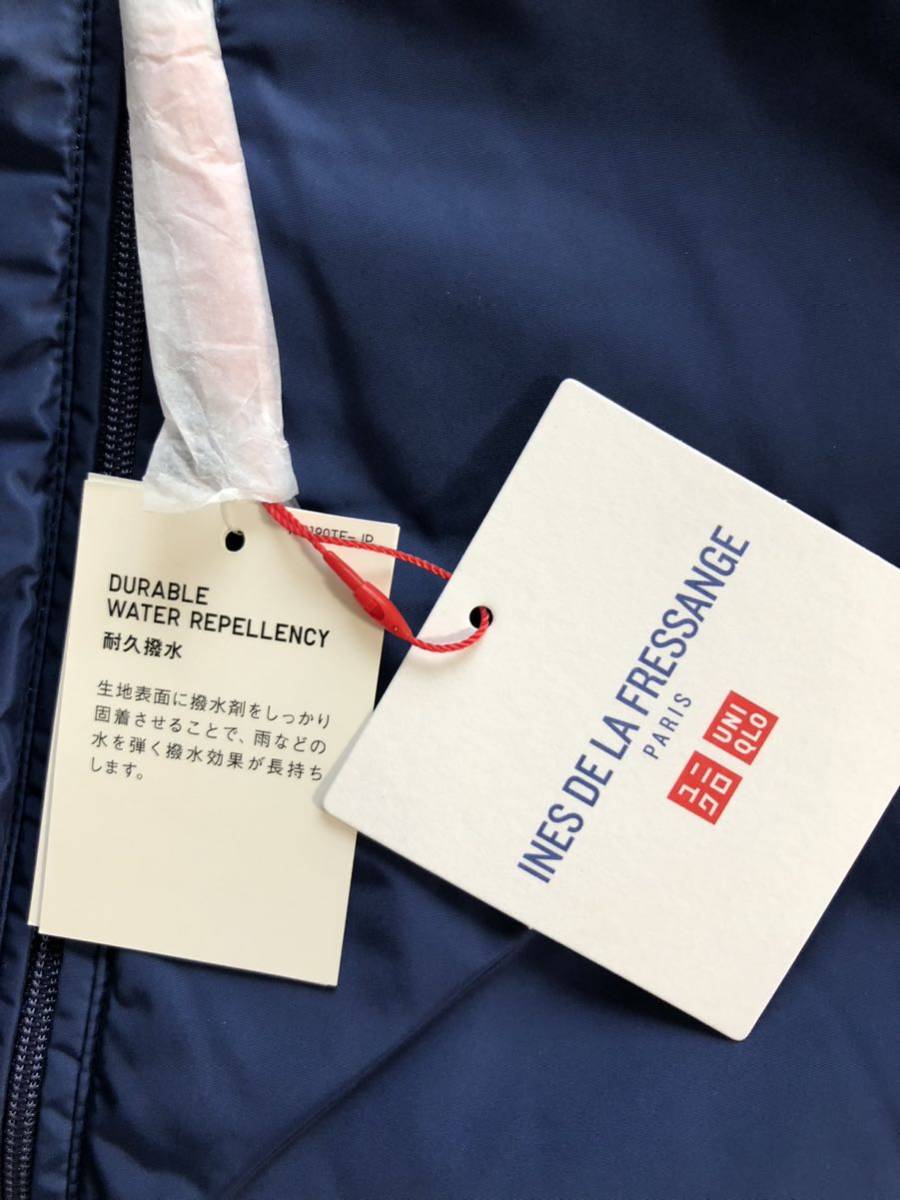 DURABLE
WATER REPELLENCY
耐久撥水
生地表面に撥水剤をしっかり
固着させることで、雨などの
水を弾く撥水効果が長持ち
します。
INES DE LA FRESSANGE
PARIS
ユニ
クロ
UNI
QLO